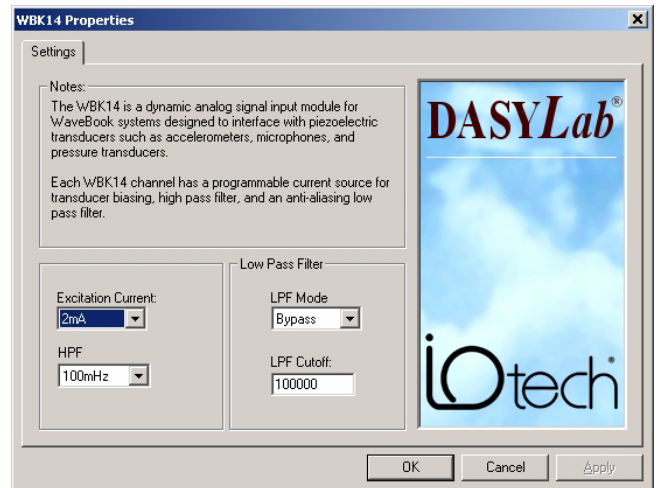 WBK14 Properties
Settings
Notes:
The WBK14 is a dynamic analog signal input module for
WaveBook systems designed to interface with piezoelectric
transducers such as accelerometers, microphones, and
pressure transducers.
Each WBK14 channel has a programmable current source for
transducer biasing, high pass filter, and an anti-aliasing low
pass filter.
Excitation Current:
2mA
HPF
100mHz
Low Pass Filter
LPF Mode
Bypass
LPF Cutoff:
100000
DASYLab®
iOtech
OK
Cancel
Apply